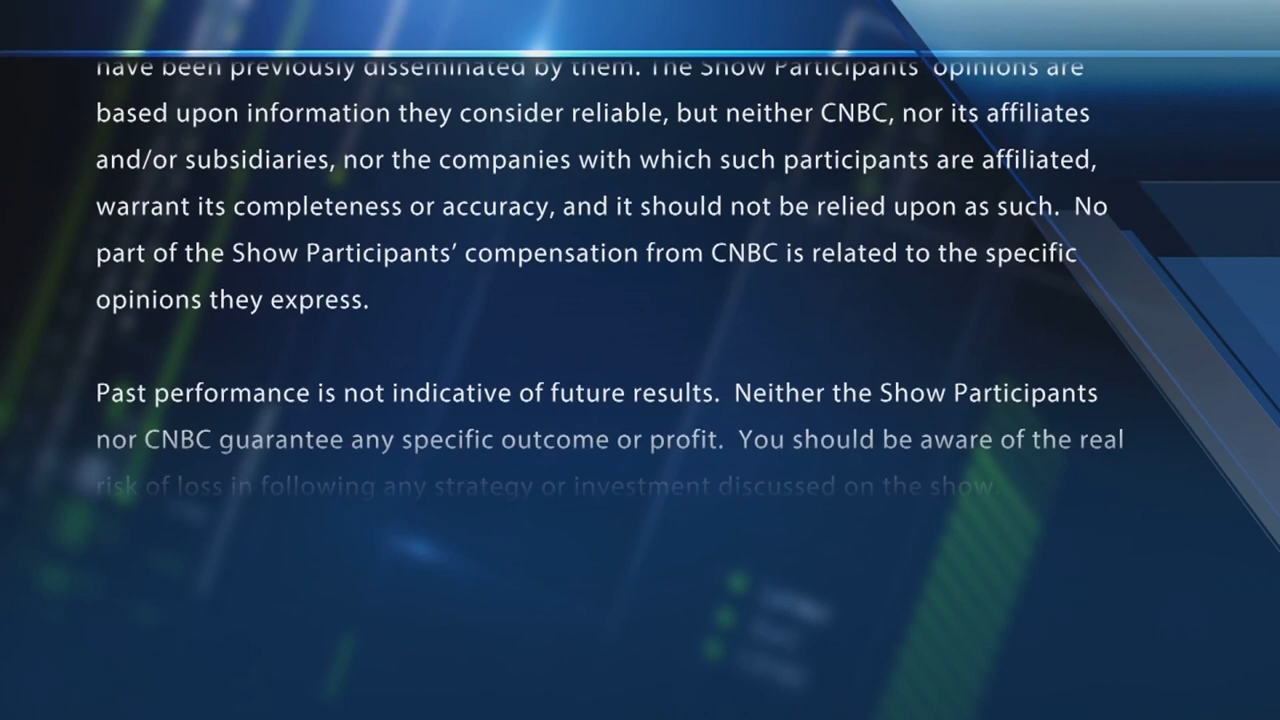 have been previously disseminated by them. The Show Participants' opinions are
based upon information they consider reliable, but neither CNBC, nor its affiliates
and/or subsidiaries, nor the companies with which such participants are affiliated,
warrant its completeness or accuracy, and it should not be relied upon as such.  No
part of the Show Participants’ compensation from CNBC is related to the specific
opinions they express.
Past performance is not indicative of future results.  Neither the Show Participants
nor CNBC guarantee any specific outcome or profit.  You should be aware of the real
risk of loss in following any strategy or investment discussed on the show.